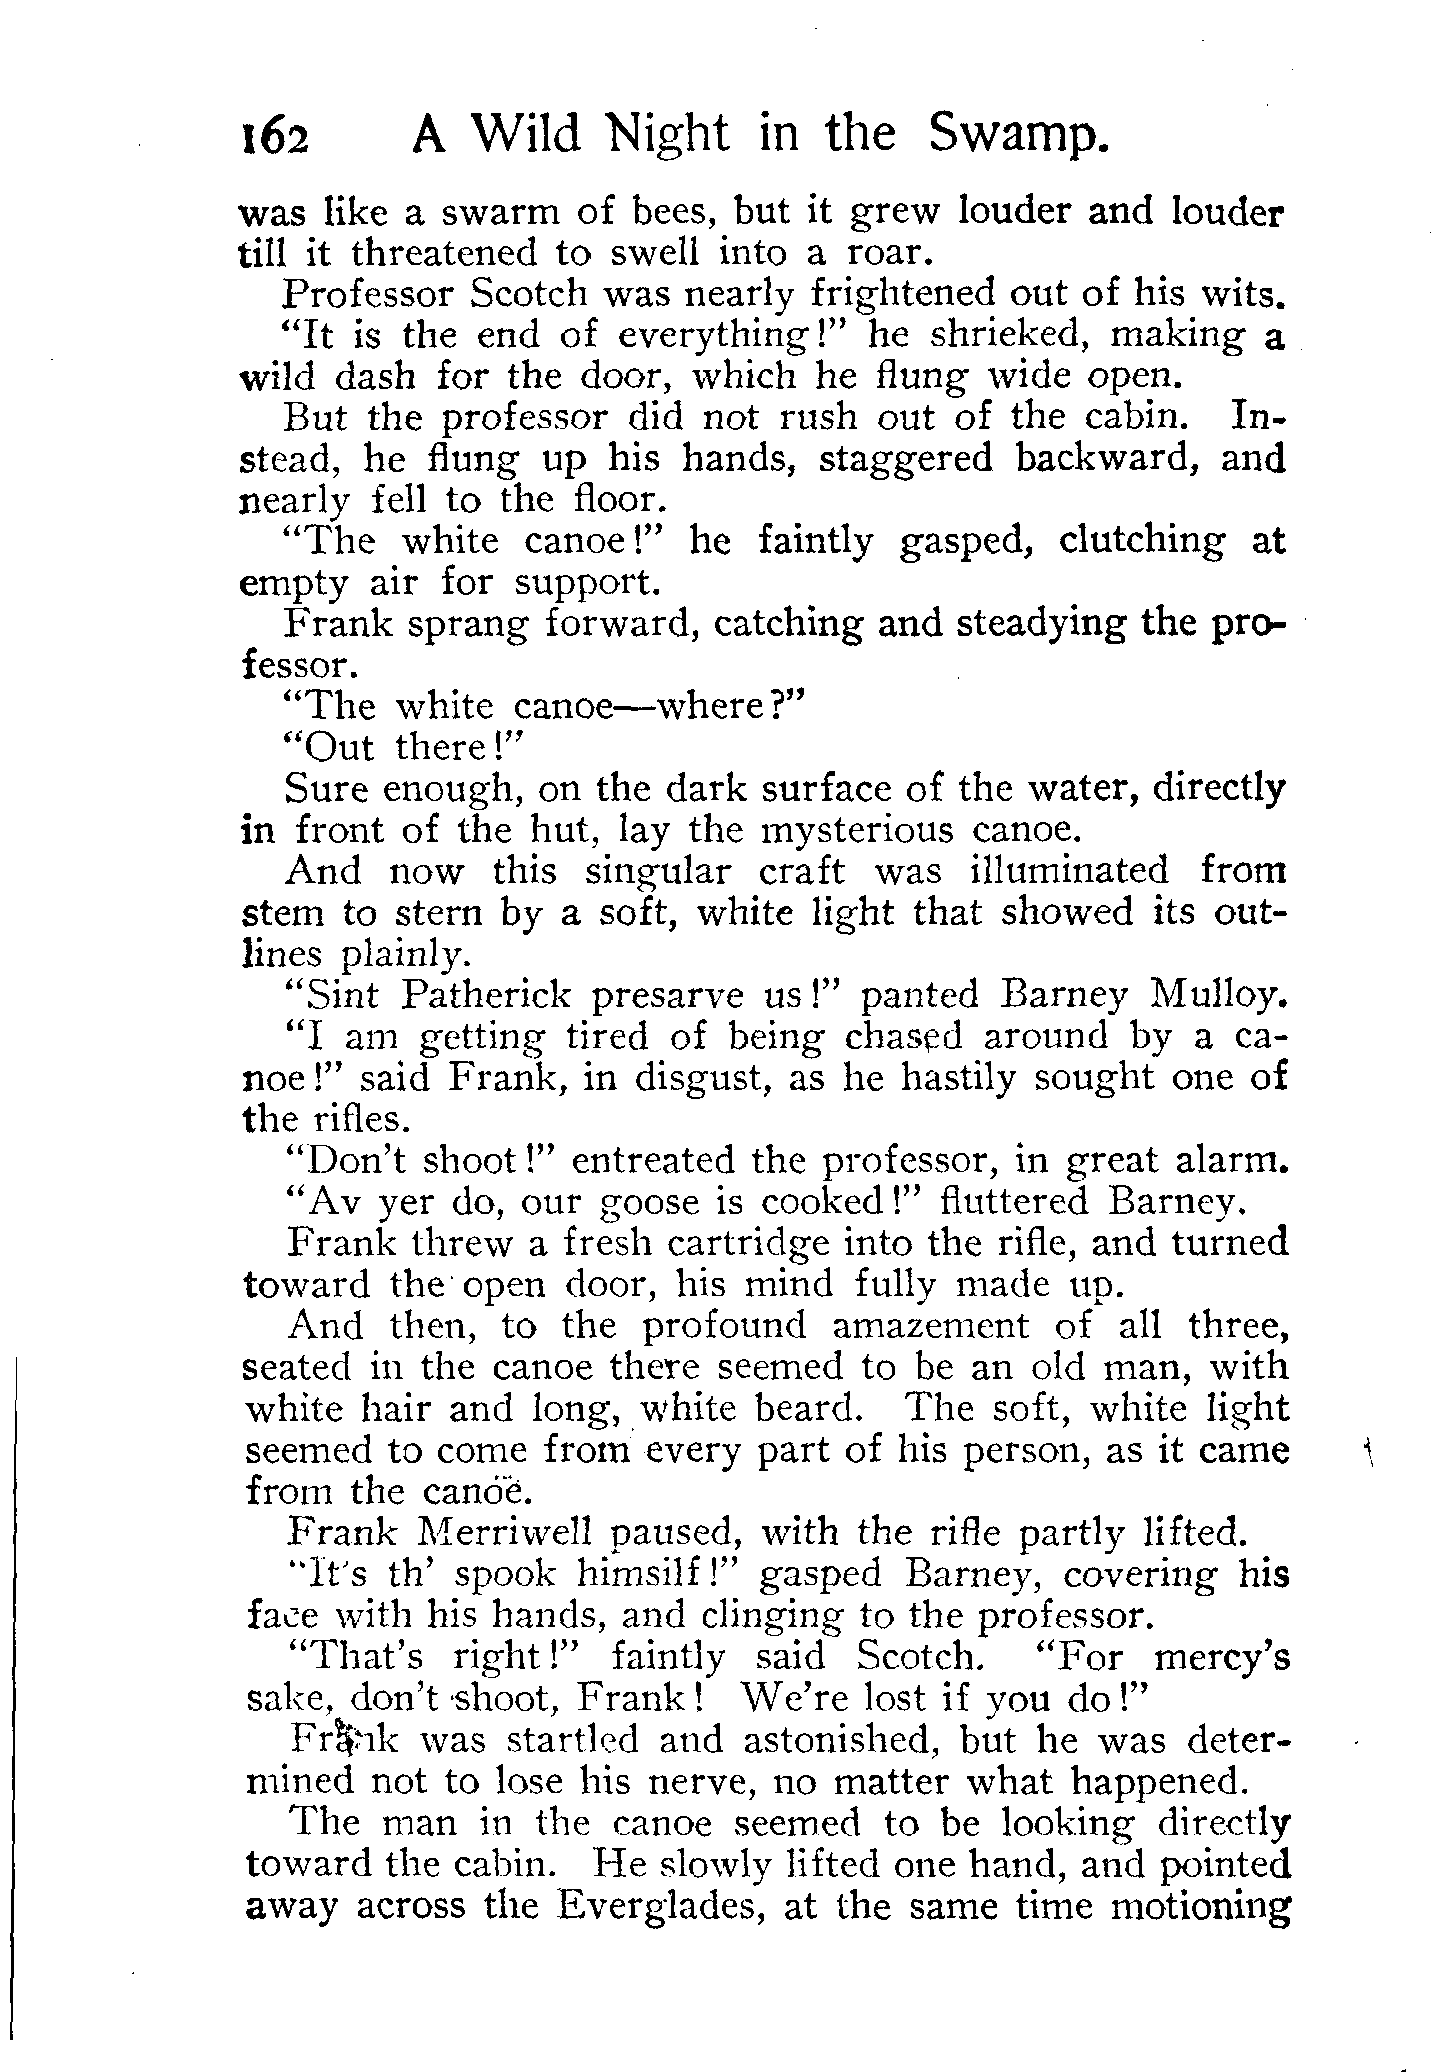 162 A Wild Night in the Swamp.
was like a swarm of bees, but it grew louder and louder
till it threatened to swell into a roar.
Professor Scotch was nearly frightened out of his wits.
“It is the end of everything!” he shrieked, making a
wild dash for the door, which he flung wide open.
But the professor did not rush out of the cabin. In-
stead, he flung up his hands, staggered backward, and
nearly fell to the floor.
“The white canoe!” he faintly gasped, clutching at
empty air for support.
Frank sprang forward, catching and steadying the pro-
fessor.
“The white canoe—where?”
“Out there!”
Sure enough, on the dark surface of the water, directly
in front of the hut, lay the mysterious canoe.
And now this singular craft was illuminated from
stem to stern by a soft, white light that showed its out-
lines plainly.
“Sint Patherick presarve us!” panted Barney Mulloy.
“I am getting tired of being chased around by a ca-
noe!” said Frank, in disgust, as he hastily sought one of
the rifles.
“Don’t shoot!” entreated the professor, in great alarm.
“Av yer do, our goose is cooked!” fluttered Barney.
Frank threw a fresh cartridge into the rifle, and turned
toward the open door, his mind fully made up.
And then, to the profound amazement of all three,
seated in the canoe there seemed to be an old man, with
white hair and long, white beard. The soft, white light
seemed to come from every part of his person, as it came
from the canoe.
Frank Merriwell paused, with the rifle partly lifted.
“It’s th’ spook himsilf!” gasped Barney, covering his
face with his hands, and clinging to the professor.
“That’s right!” faintly said Scotch. “For mercy’s
sake, don’t shoot, Frank! We’re lost if you do!”
Frank was startled and astonished, but he was deter-
mined not to lose his nerve, no matter what happened.
The man in the canoe seemed to be looking directly
toward the cabin. He slowly lifted one hand, and pointed
away across the Everglades, at the same time motioning